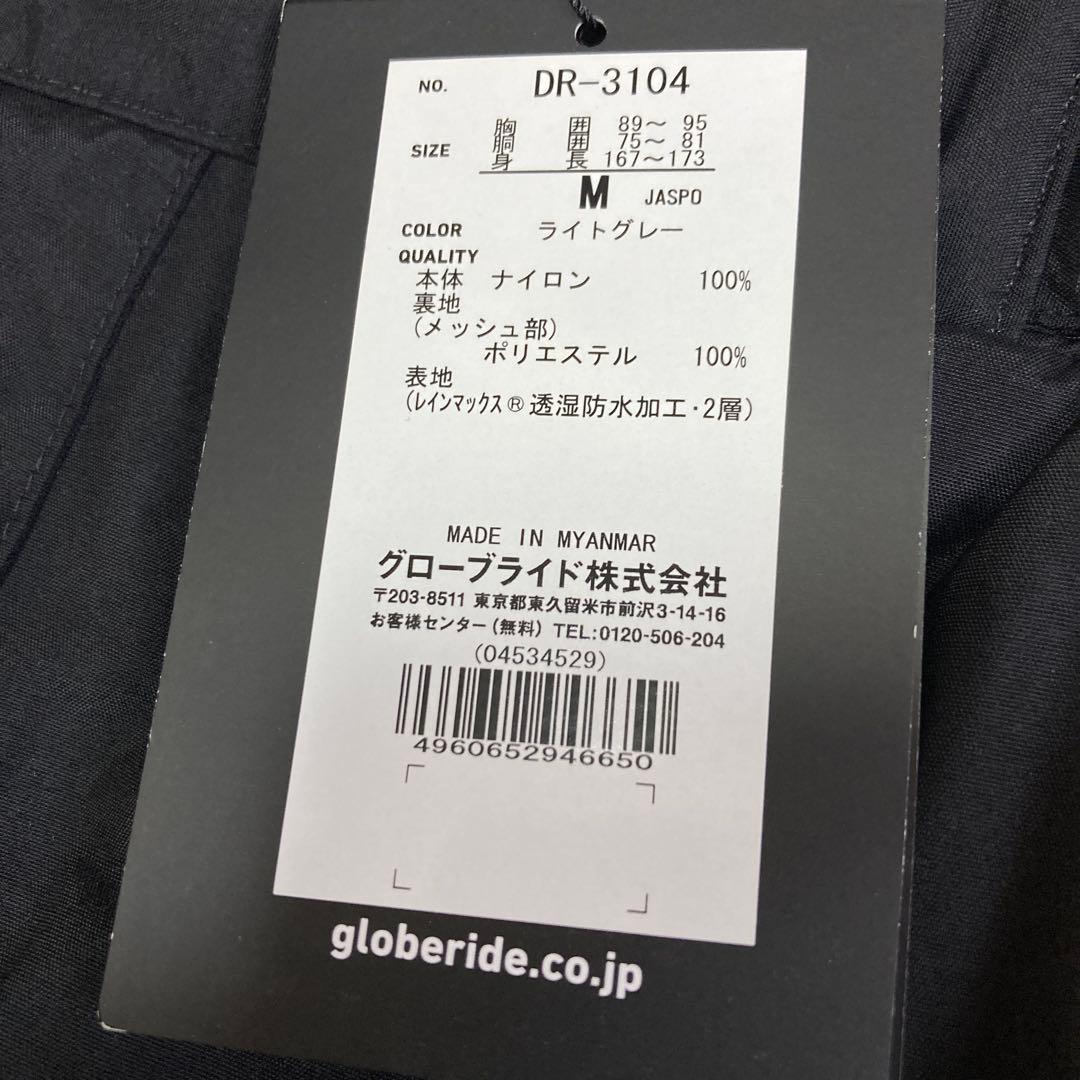 NO. DR-3104
SIZE 胸囲 89〜 95
胴囲 75〜 81
身長 167〜173
M JASPO
COLOR ライトグレー
QUALITY
本体 ナイロン 100%
裏地
(メッシュ部)
ポリエステル 100%
表地
(レインマックス®透湿防水加工・2層)
MADE IN MYANMAR
グローブライド株式会社
〒203-8511 東京都東久留米市前沢3-14-16
お客様センター(無料) TEL:0120-506-204
(04534529)
4960652946650
globeride.co.jp